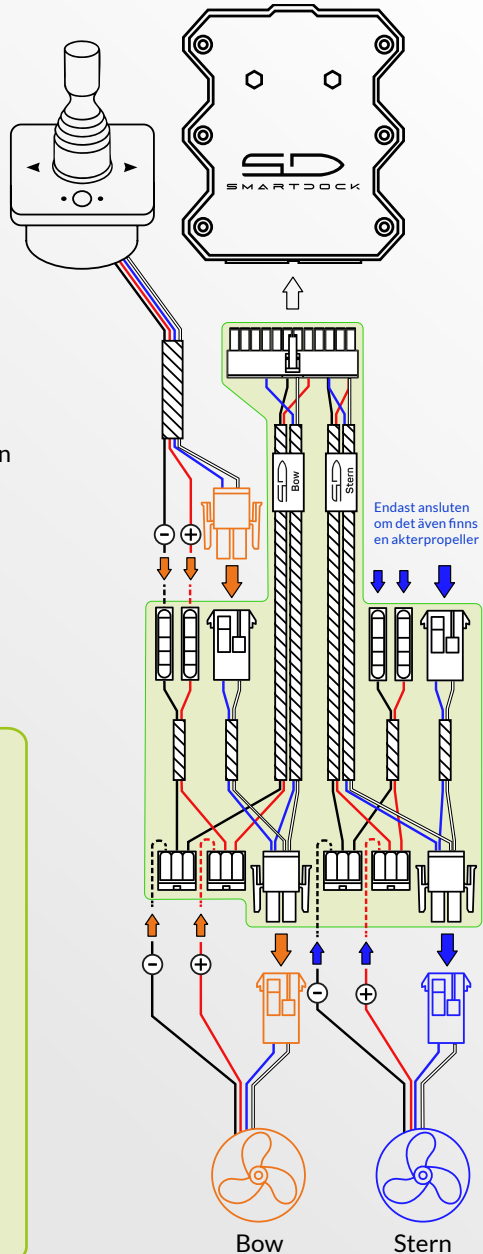 SMARTDOCK
n
Bow
Stern
Endast ansluten
om det även finns
en akterpropeller
Bow
Stern